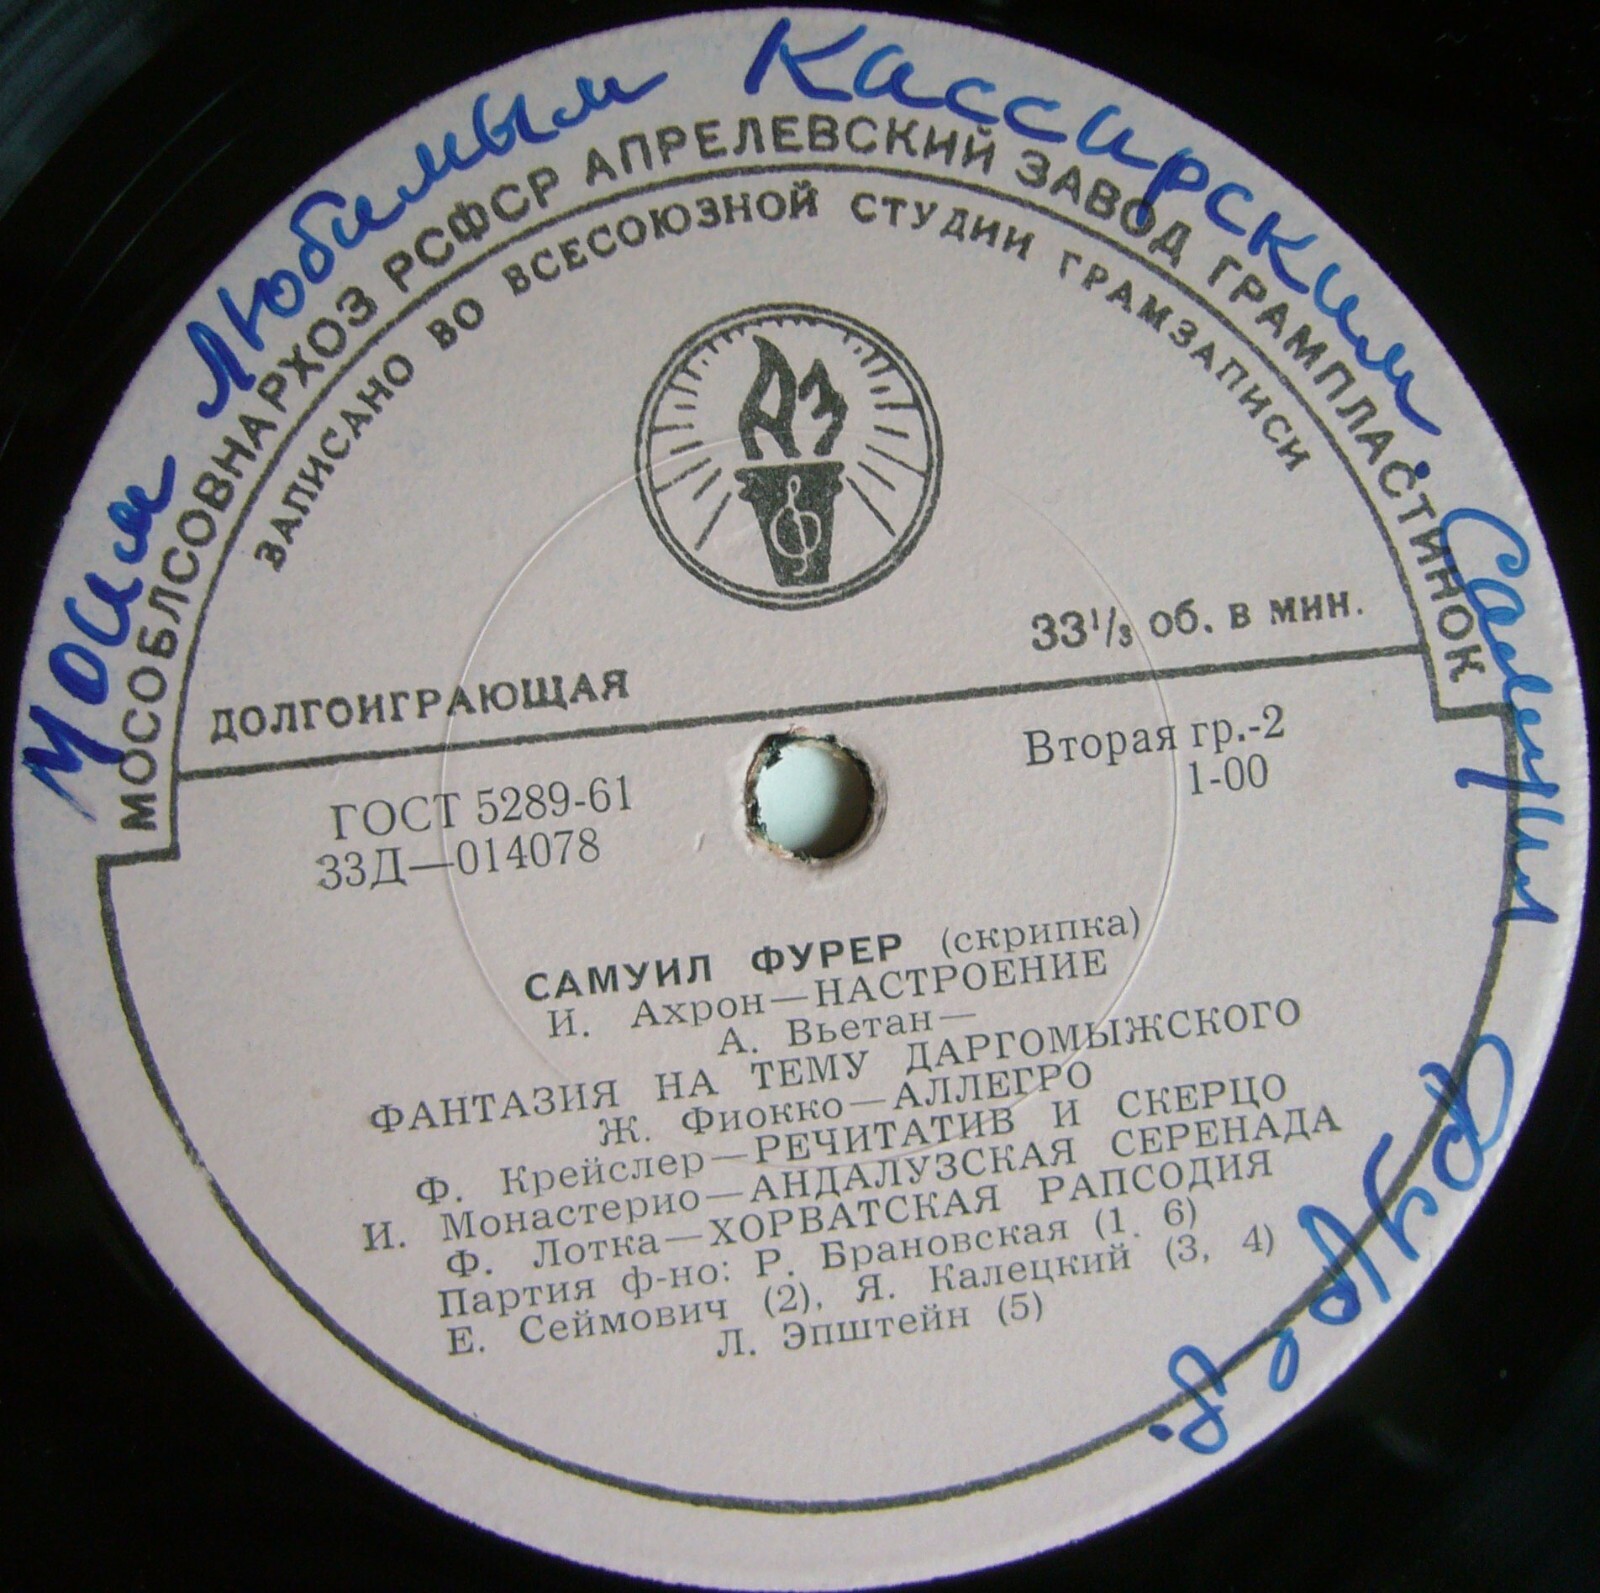 Моим Любимым Кассирским. Самуил Фурер.
МОСОБЛСОВНАРХОЗ РСФСР АПРЕЛЕВСКИЙ ЗАВОД ГРАМПЛАСТИНОК
ЗАПИСАНО ВО ВСЕСОЮЗНОЙ СТУДИИ ГРАМЗАПИСИ
АЗ
33⅓ об. в мин.
ДОЛГОИГРАЮЩАЯ
Вторая гр.-2
1-00
ГОСТ 5289-61
33Д—014078
САМУИЛ ФУРЕР (скрипка)
И. Ахрон—НАСТРОЕНИЕ
А. Вьетан—
ФАНТАЗИЯ НА ТЕМУ ДАРГОМЫЖСКОГО
Ж. Фиокко—АЛЛЕГРО
Ф. Крейслер—РЕЧИТАТИВ И СКЕРЦО
И. Монастерио—АНДАЛУЗСКАЯ СЕРЕНАДА
Ф. Лотка—ХОРВАТСКАЯ РАПСОДИЯ
Партия ф-но: Р. Брановская (1, 6)
Е. Сеймович (2), Я. Калецкий (3, 4)
Л. Эпштейн (5)